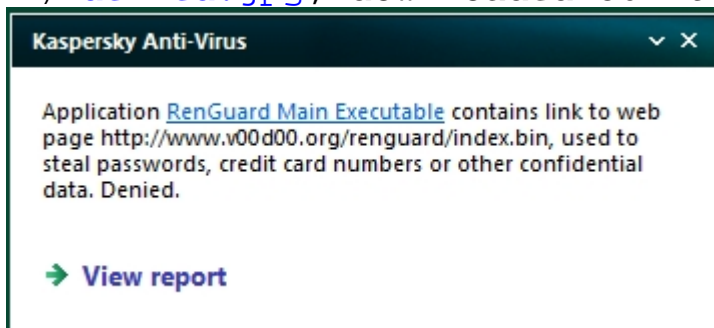 Kaspersky Anti-Virus
Application RenGuard Main Executable contains link to web
page http://www.v00d00.org/renguard/index.bin, used to
steal passwords, credit card numbers or other confidential
data. Denied.
View report